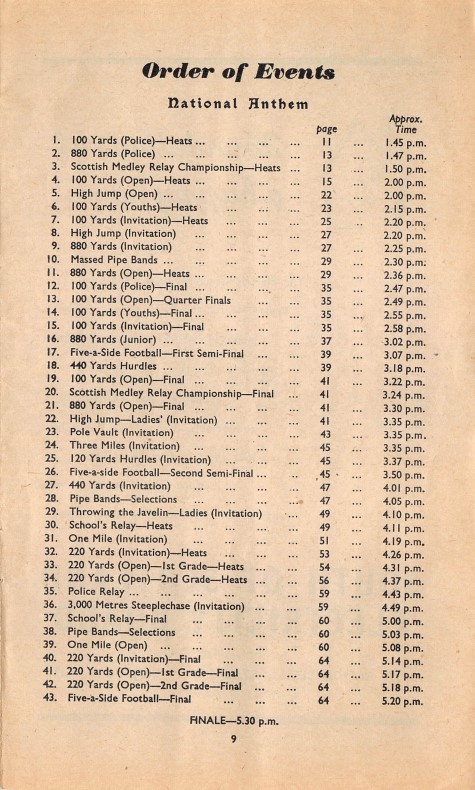 Order of Events
National Anthem
page Approx. Time
1. 100 Yards (Police)—Heats ... ... ... 11 ... 1.45 p.m.
2. 880 Yards (Police) ... ... ... ... 13 ... 1.47 p.m.
3. Scottish Medley Relay Championship—Heats ... 13 ... 1.50 p.m.
4. 100 Yards (Open)—Heats ... ... ... 15 ... 2.00 p.m.
5. High Jump (Open) ... ... ... ... 22 ... 2.00 p.m.
6. 100 Yards (Youths)—Heats ... ... ... 23 ... 2.15 p.m.
7. 100 Yards (Invitation)—Heats ... ... 25 .. 2.20 p.m.
8. High Jump (Invitation) ... ... ... 27 2.20 p.m.
9. 880 Yards (Invitation) ... ... ... 27 ... 2.25 p.m.
10. Massed Pipe Bands ... ... ... ... 29 ... 2.30 p.m.
11. 880 Yards (Open)—Heats ... ... ... 29 ... 2.36 p.m.
12. 100 Yards (Police)—Final ... ... ... 35 ... 2.47 p.m.
13. 100 Yards (Open)—Quarter Finals ... ... 35 ... 2.49 p.m.
14. 100 Yards (Youths)—Final ... ... ... 35 ... 2.55 p.m.
15. 100 Yards (Invitation)—Final ... ... 35 ... 2.58 p.m.
16. 880 Yards (Junior) ... ... ... ... 37 ... 3.02 p.m.
17. Five-a-Side Football—First Semi-Final ... ... 39 ... 3.07 p.m.
18. 440 Yards Hurdles ... ... ... ... 39 ... 3.18 p.m.
19. 100 Yards (Open)—Final ... ... ... 41 ... 3.22 p.m.
20. Scottish Medley Relay Championship—Final ... 41 3.24 p.m.
21. 880 Yards (Open)—Final ... ... ... 41 ... 3.30 p.m.
22. High Jump—Ladies' (Invitation) ... ... 41 ... 3.35 p.m.
23. Pole Vault (Invitation) ... ... ... 43 ... 3.35 p.m.
24. Three Miles (Invitation) ... ... ... 45 ... 3.35 p.m.
25. 120 Yards Hurdles (Invitation) ... ... 45 ... 3.37 p.m.
26. Five-a-side Football—Second Semi-Final ... ... 45 ... 3.50 p.m.
27. 440 Yards (Invitation) ... ... ... 47 ... 4.01 p.m.
28. Pipe Bands—Selections ... ... ... 47 ... 4.05 p.m.
29. Throwing the Javelin—Ladies (Invitation) ... 49 ... 4.10 p.m.
30. School's Relay—Heats ... ... ... 49 ... 4.11 p.m.
31. One Mile (Invitation) ... ... ... 51 ... 4.19 p.m.
32. 220 Yards (Invitation)—Heats ... ... 53 ... 4.26 p.m.
33. 220 Yards (Open)—1st Grade—Heats ... ... 54 ... 4.31 p.m.
34. 220 Yards (Open)—2nd Grade—Heats ... ... 56 ... 4.37 p.m.
35. Police Relay ... ... ... ... ... 59 ... 4.43 p.m.
36. 3,000 Metres Steeplechase (Invitation) ... ... 59 ... 4.49 p.m.
37. School's Relay—Final ... ... ... 60 ... 5.00 p.m.
38. Pipe Bands—Selections ... ... ... 60 ... 5.03 p.m.
39. One Mile (Open) ... ... ... ... 60 ... 5.08 p.m.
40. 220 Yards (Invitation)—Final ... ... 64 ... 5.14 p.m.
41. 220 Yards (Open)—1st Grade—Final ... ... 64 ... 5.17 p.m.
42. 220 Yards (Open)—2nd Grade—Final ... ... 64 ... 5.18 p.m.
43. Five-a-Side Football—Final ... ... ... 64 ... 5.20 p.m.
FINALE—5.30 p.m.
9